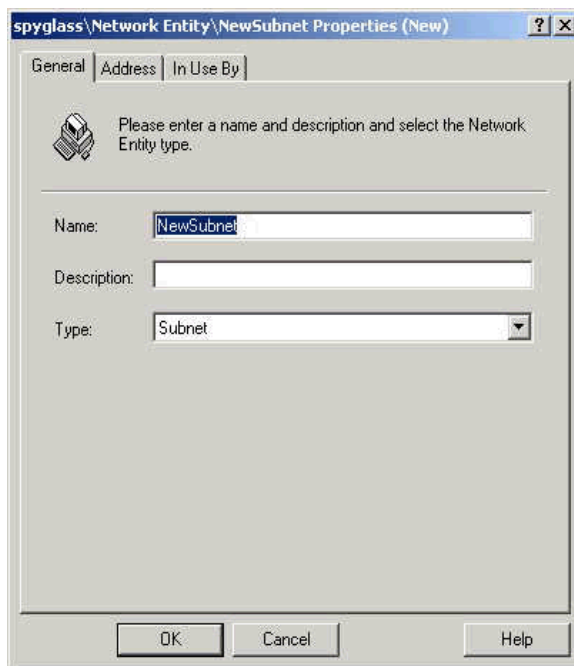 spyglass\Network Entity\NewSubnet Properties (New)
General Address In Use By
Please enter a name and description and select the Network
Entity type.
Name: NewSubnet
Description:
Type: Subnet
OK Cancel Help